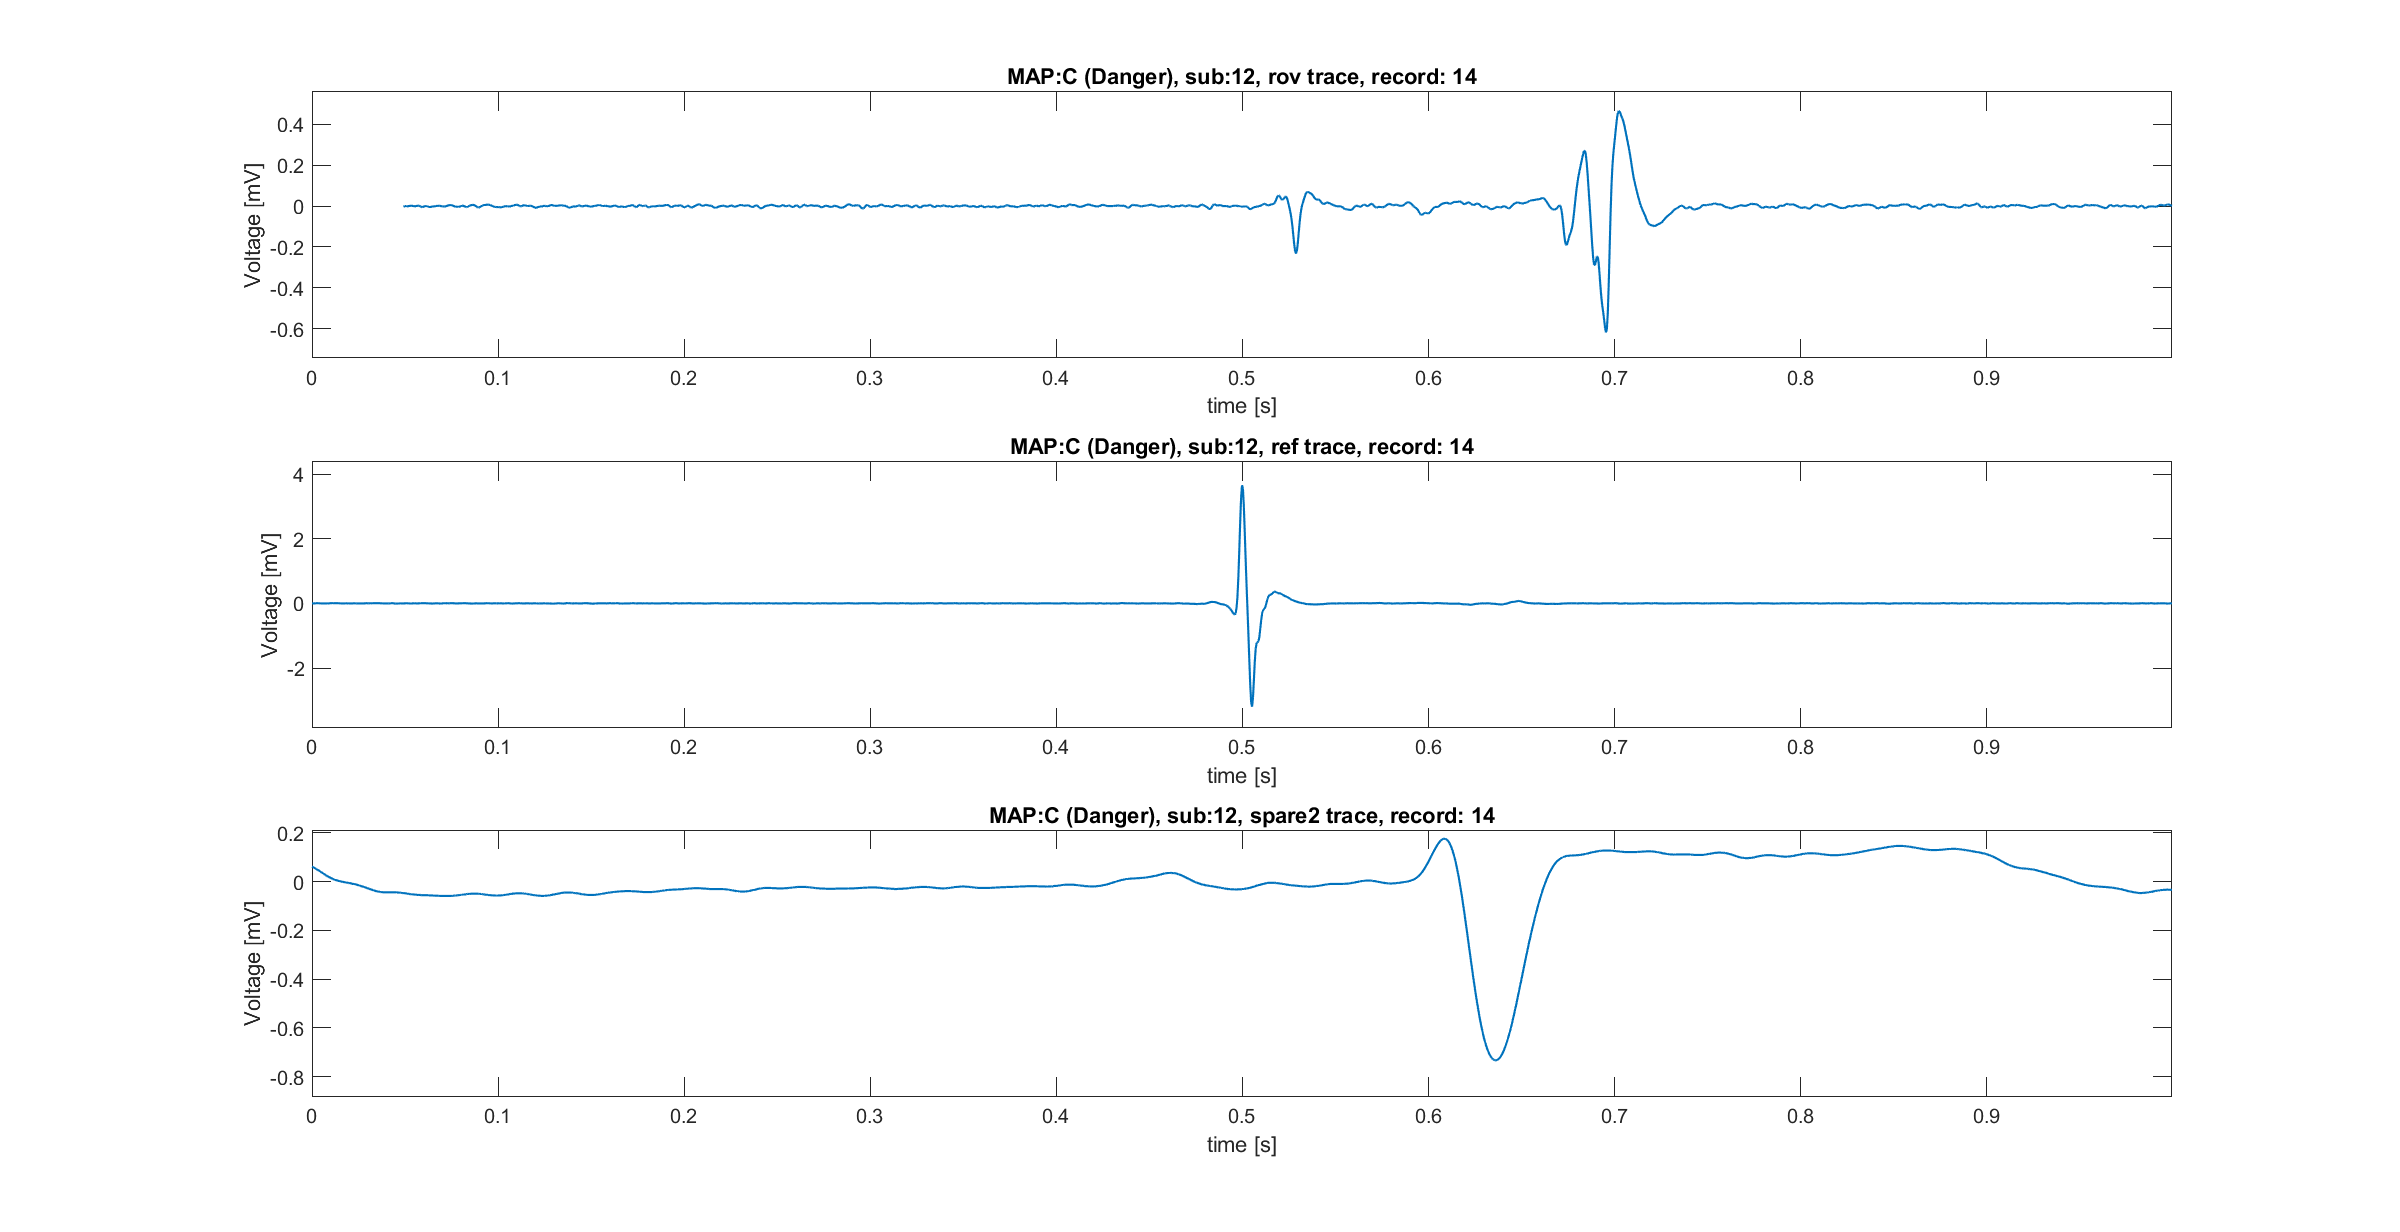 MAP:C (Danger), sub:12, rov trace, record: 14
0.4
0.2
0
-0.2
-0.4
-0.6
Voltage [mV]
0 0.1 0.2 0.3 0.4 0.5 0.6 0.7 0.8 0.9
time [s]
MAP:C (Danger), sub:12, ref trace, record: 14
4
2
0
-2
Voltage [mV]
0 0.1 0.2 0.3 0.4 0.5 0.6 0.7 0.8 0.9
time [s]
MAP:C (Danger), sub:12, spare2 trace, record: 14
0.2
0
-0.2
-0.4
-0.6
-0.8
Voltage [mV]
0 0.1 0.2 0.3 0.4 0.5 0.6 0.7 0.8 0.9
time [s]